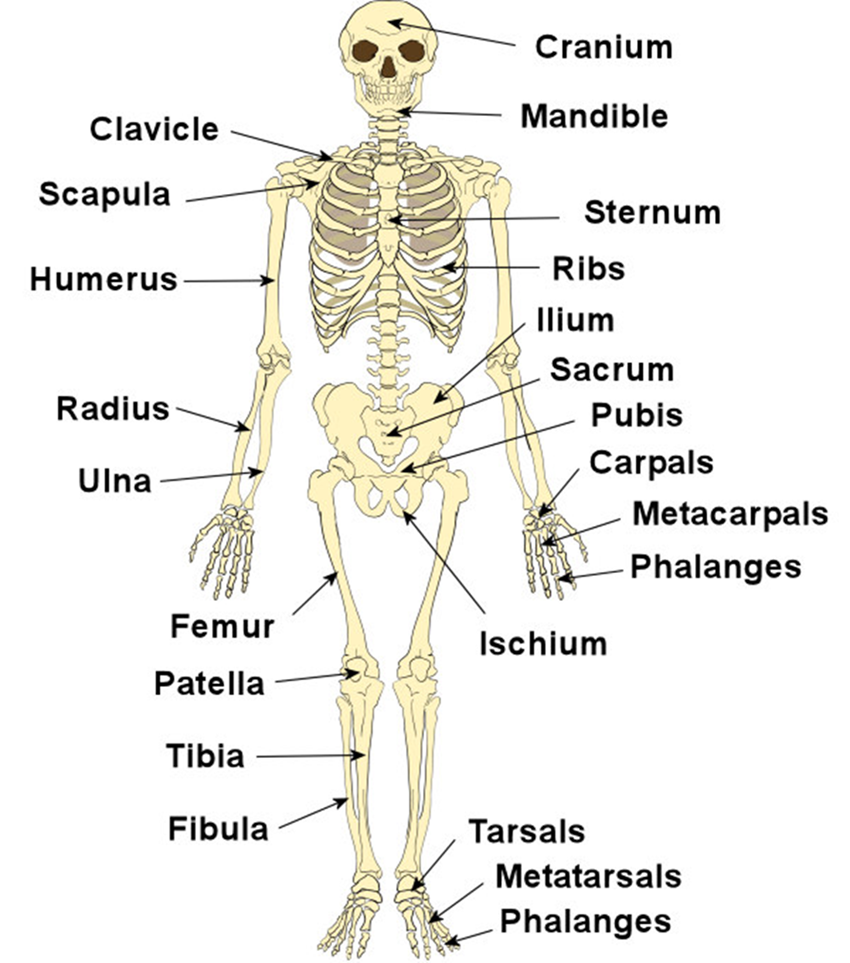 Cranium
Mandible
Clavicle
Scapula
Sternum
Ribs
Humerus
Ilium
Sacrum
Radius
Pubis
Carpals
Ulna
Metacarpals
Phalanges
Femur
Ischium
Patella
Tibia
Fibula
Tarsals
Metatarsals
Phalanges